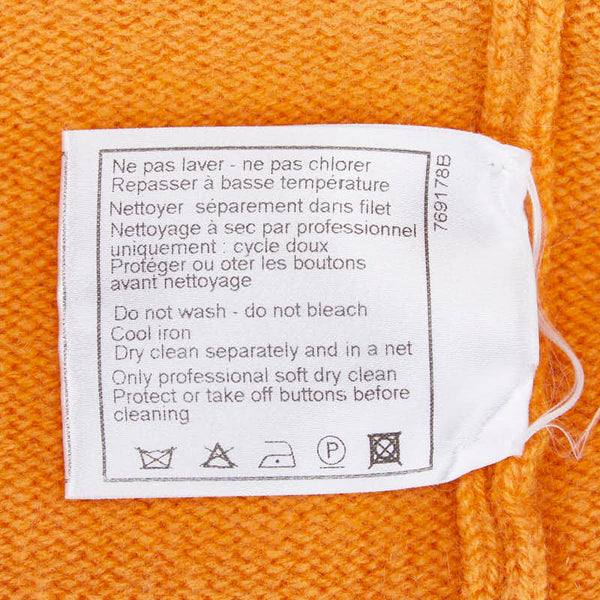 Ne pas laver - ne pas chlorer
Repasser à basse température
Nettoyer séparement dans filet
Nettoyage à sec par professionnel
uniquement : cycle doux
Protéger ou oter les boutons
avant nettoyage
Do not wash - do not bleach
Cool iron
Dry clean separately and in a net
Only professional soft dry clean
Protect or take off buttons before
cleaning
P
769178B